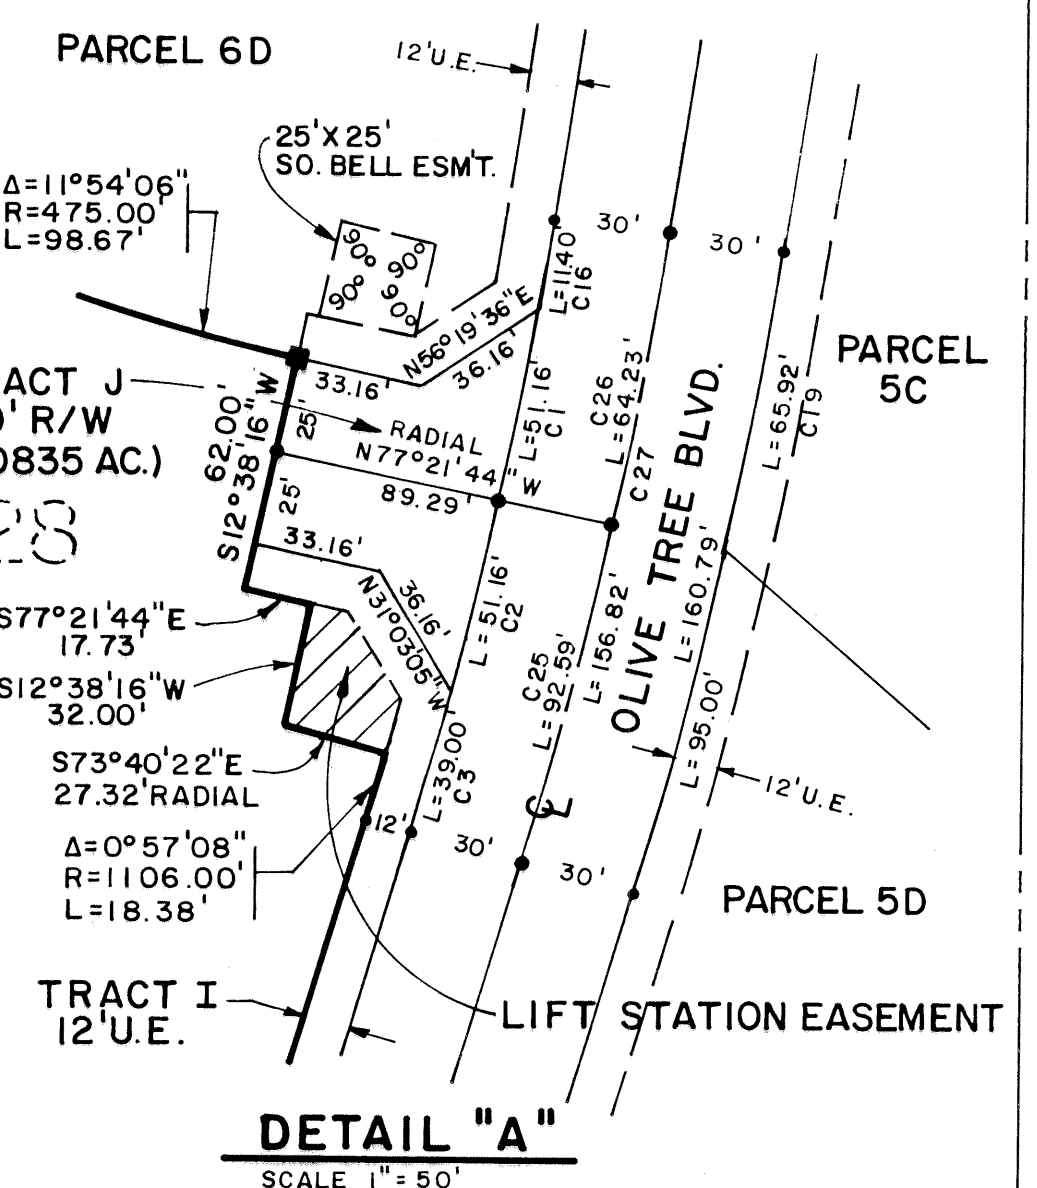 PARCEL 6D
12'U.E.
25'X25'
SO. BELL ESM'T.
Δ=11°54'06"
R=475.00'
L=98.67'
90°
90°
90°
90°
30'
30'
L=11.40'
C16
N56°19'36"E
36.16'
33.16'
PARCEL
5C
ACT J
' R/W
0835 AC.)
28
62.00'
S12°38'16"W
25'
25'
RADIAL
N77°21'44"W
89.29'
L=51.16'
C1
C26
L=64.23'
C27
L=65.92'
C19
OLIVE TREE BLVD.
33.16'
36.16'
N31°03'05"W
L=51.16'
C2
C25
L=92.59'
L=156.82'
L=160.79'
L=95.00'
S77°21'44"E
17.73'
S12°38'16"W
32.00'
S73°40'22"E
27.32'RADIAL
L=39.00'
C3
12'U.E.
12'
30'
30'
℄
Δ=0°57'08"
R=1106.00'
L=18.38'
PARCEL 5D
TRACT I
12'U.E.
LIFT STATION EASEMENT
DETAIL "A"
SCALE 1"=50'